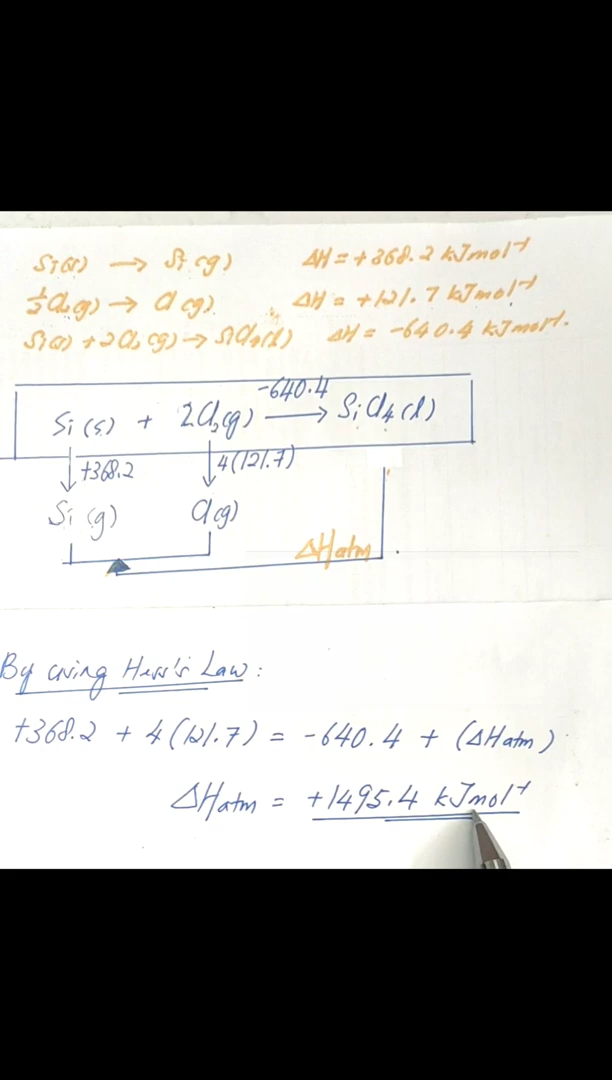 Si(s) → Si(g) ΔH = +368.2 kJmol⁻¹
½Cl₂(g) → Cl(g) ΔH = +121.7 kJmol⁻¹
Si(s) + 2Cl₂(g) → SiCl₄(l) ΔH = -640.4 kJmol⁻¹.
-640.4
Si(s) + 2Cl₂(g) → SiCl₄(l)
+368.2 4(121.7)
Si(g) Cl(g)
ΔHatm
By using Hess's Law:
+368.2 + 4(121.7) = -640.4 + (ΔHatm)
ΔHatm = +1495.4 kJmol⁻¹